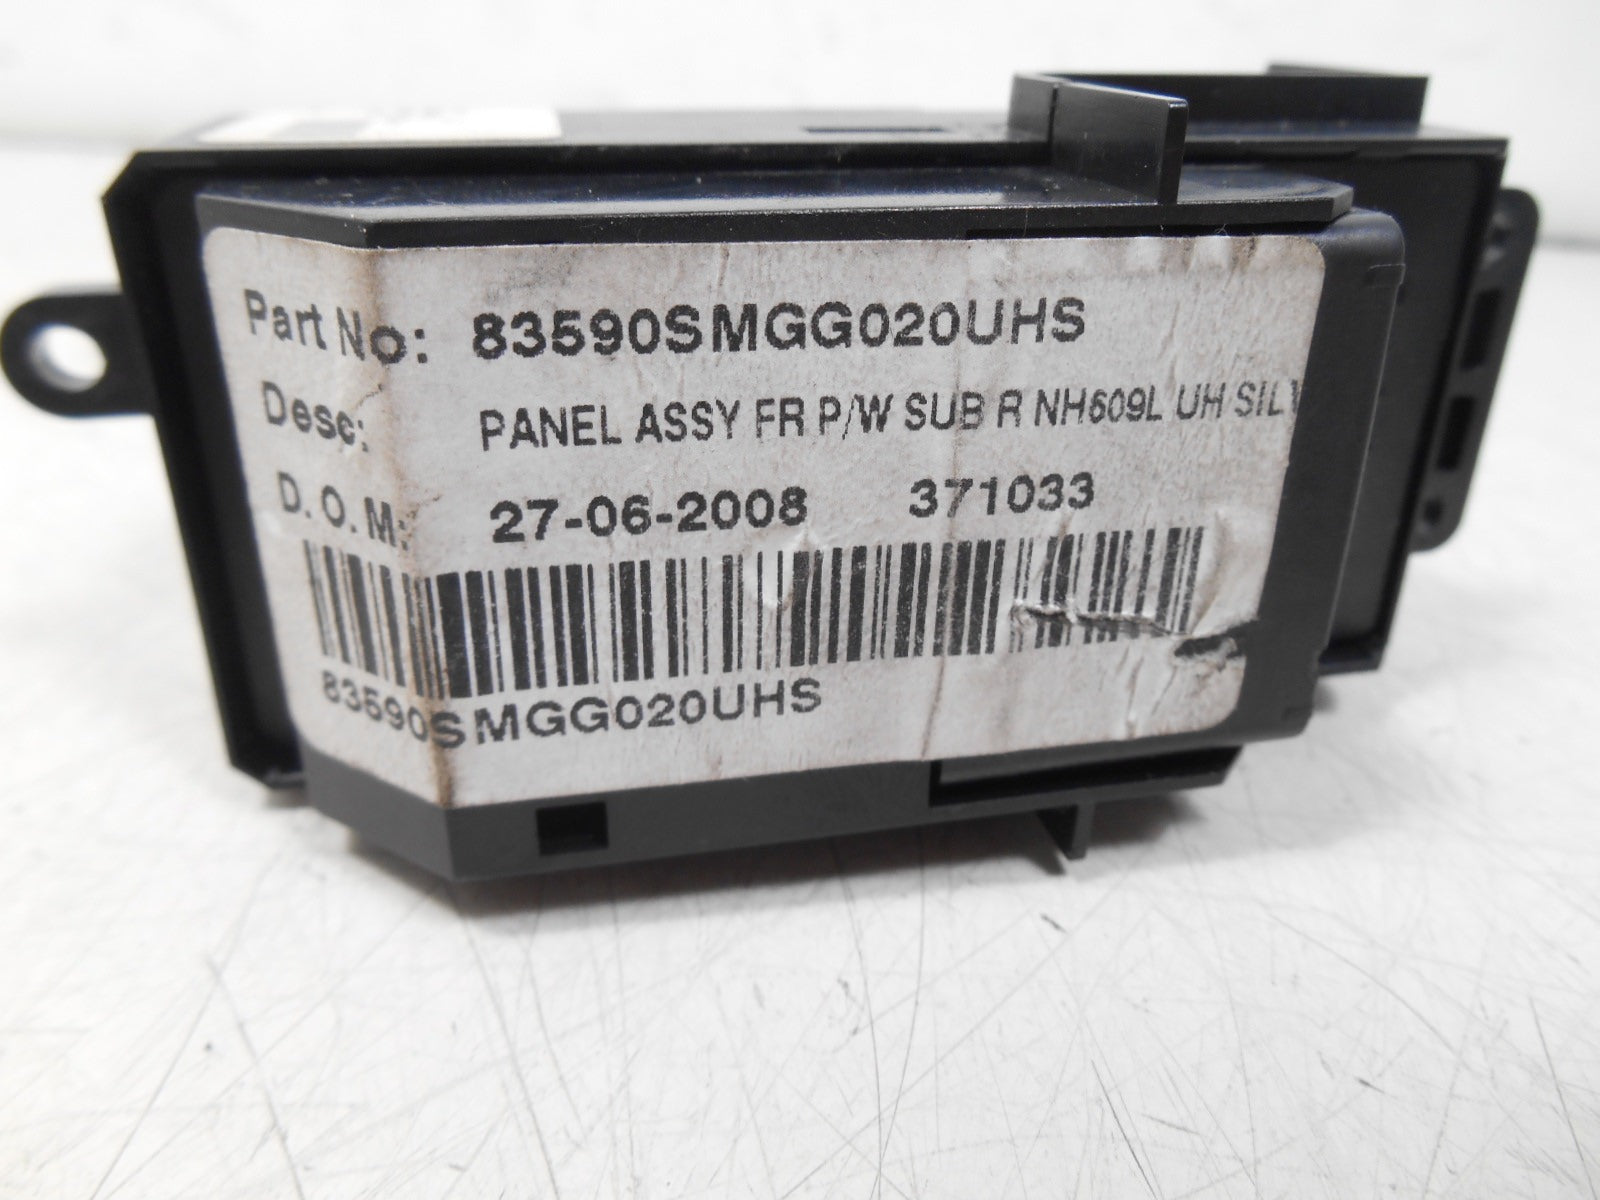 Part No: 83590SMGG020UHS
Desc: PANEL ASSY FR P/W SUB R NH609L UH SIL
D.O.M: 27-06-2008 371033
83590SMGG020UHS